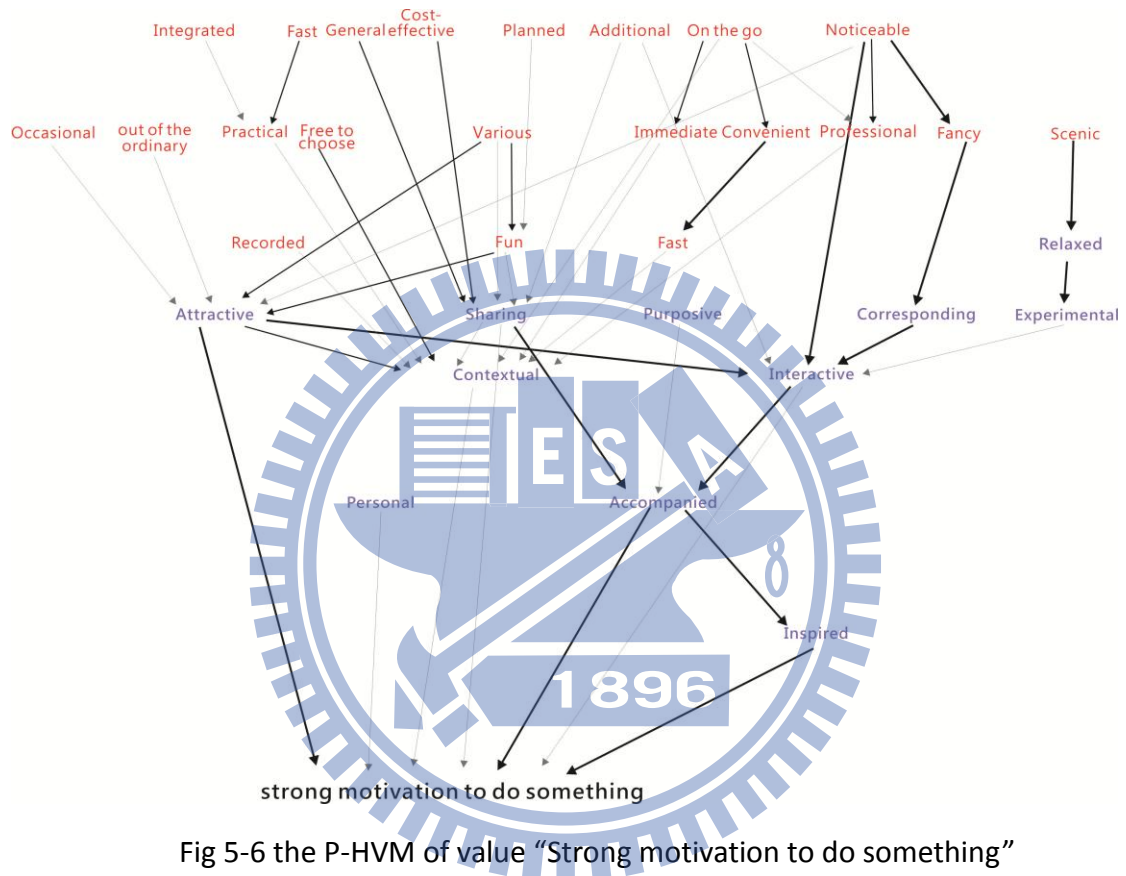 Cost-
Integrated Fast General effective Planned Additional On the go Noticeable
Occasional out of the Practical Free to Various Immediate Convenient Professional Fancy Scenic
ordinary choose
Recorded Fun Fast Relaxed
Attractive Sharing Purposive Corresponding Experimental
Contextual Interactive
ESA
Personal Accompanied
8
Inspired
1896
strong motivation to do something
Fig 5-6 the P-HVM of value “Strong motivation to do something”